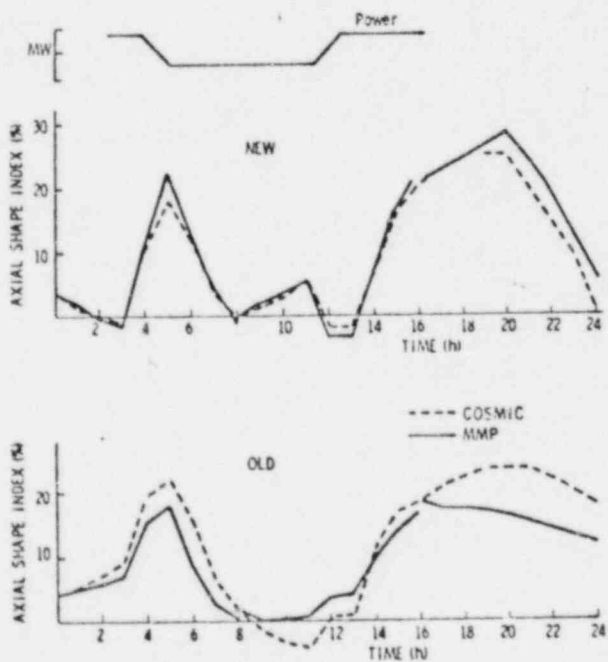 Power
MW
NEW
AXIAL SHAPE INDEX (%)
30
20
10
2 4 6 8 10 12 14 16 18 20 22 24
TIME (h)
COSMIC
MMP
OLD
AXIAL SHAPE INDEX (%)
20
10
2 4 6 8 10 12 14 16 18 20 22 24
TIME (h)